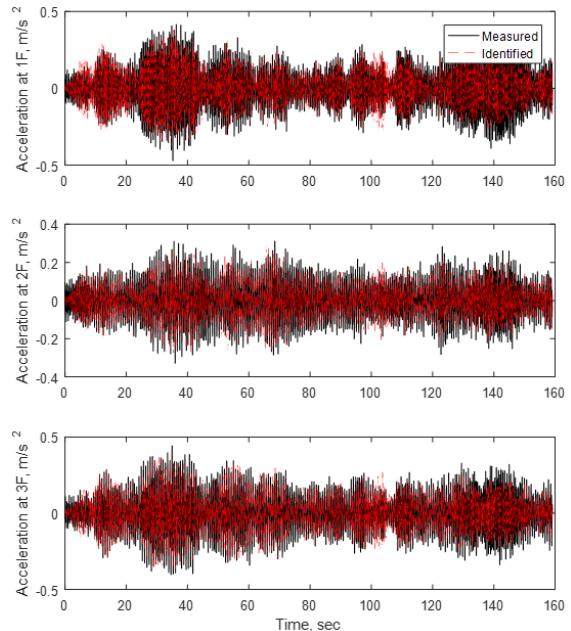 Acceleration at 1F, m/s ²
0.5
0
-0.5
Measured
Identified
0 20 40 60 80 100 120 140 160
Time, sec
Acceleration at 2F, m/s ²
0.4
0.2
0
-0.2
-0.4
0 20 40 60 80 100 120 140 160
Acceleration at 3F, m/s ²
0.5
0
-0.5
0 20 40 60 80 100 120 140 160
Time, sec